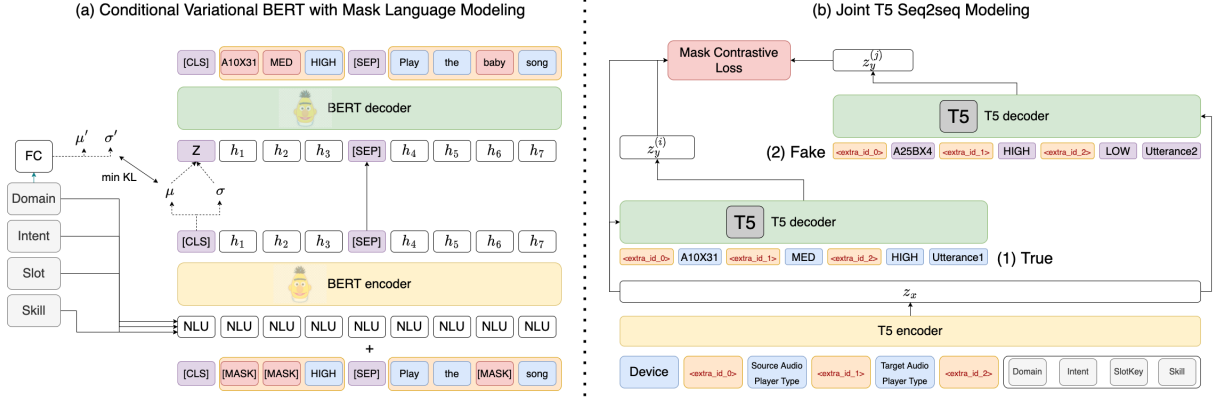 (a) Conditional Variational BERT with Mask Language Modeling
[CLS] A10X31 MED HIGH [SEP] Play the baby song
BERT decoder
Z h₁ h₂ h₃ [SEP] h₄ h₅ h₆ h₇
FC μ′ σ′
min KL
μ σ
Domain
Intent
Slot
Skill
[CLS] h₁ h₂ h₃ [SEP] h₄ h₅ h₆ h₇
BERT encoder
NLU NLU NLU NLU NLU NLU NLU NLU NLU
+
[CLS] [MASK] [MASK] HIGH [SEP] Play the [MASK] song
(b) Joint T5 Seq2seq Modeling
Mask Contrastive
Loss
z_y^(j)
T5 T5 decoder
(2) Fake <extra_id_0> A25BX4 <extra_id_1> HIGH <extra_id_2> LOW Utterance2
z_y^(i)
T5 T5 decoder
<extra_id_0> A10X31 <extra_id_1> MED <extra_id_2> HIGH Utterance1 (1) True
z_x
T5 encoder
Device <extra_id_0> Source Audio
Player Type <extra_id_1> Target Audio
Player Type <extra_id_2> Domain Intent SlotKey Skill